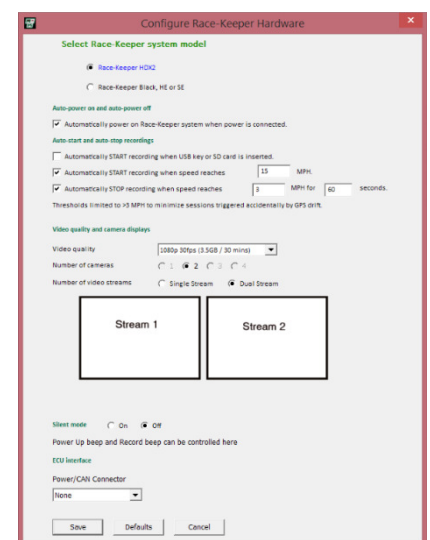 Configure Race-Keeper Hardware
Select Race-Keeper system model
Race-Keeper HDX2
Race-Keeper Black, HE or SE
Auto-power on and auto-power off
Automatically power on Race-Keeper system when power is connected.
Auto-start and auto-stop recordings
Automatically START recording when USB key or SD card is inserted.
Automatically START recording when speed reaches 15 MPH.
Automatically STOP recording when speed reaches 3 MPH for 60 seconds.
Thresholds limited to >3 MPH to minimize sessions triggered accidentally by GPS drift.
Video quality and camera displays
Video quality 1080p 30fps (3.5GB / 30 mins)
Number of cameras 1 2 3 4
Number of video streams Single Stream Dual Stream
Stream 1 Stream 2
Silent mode On Off
Power Up beep and Record beep can be controlled here
ECU interface
Power/CAN Connector
None
Save Defaults Cancel